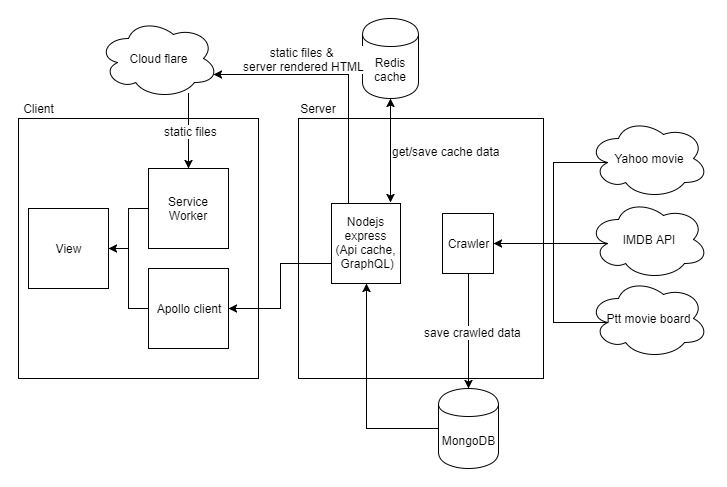 Cloud flare
static files &
server rendered HTML
Redis
cache
Client
Server
static files
get/save cache data
Yahoo movie
Service
Worker
View
Nodejs
express
(Api cache,
GraphQL)
Crawler
IMDB API
Apollo client
Ptt movie board
save crawled data
MongoDB